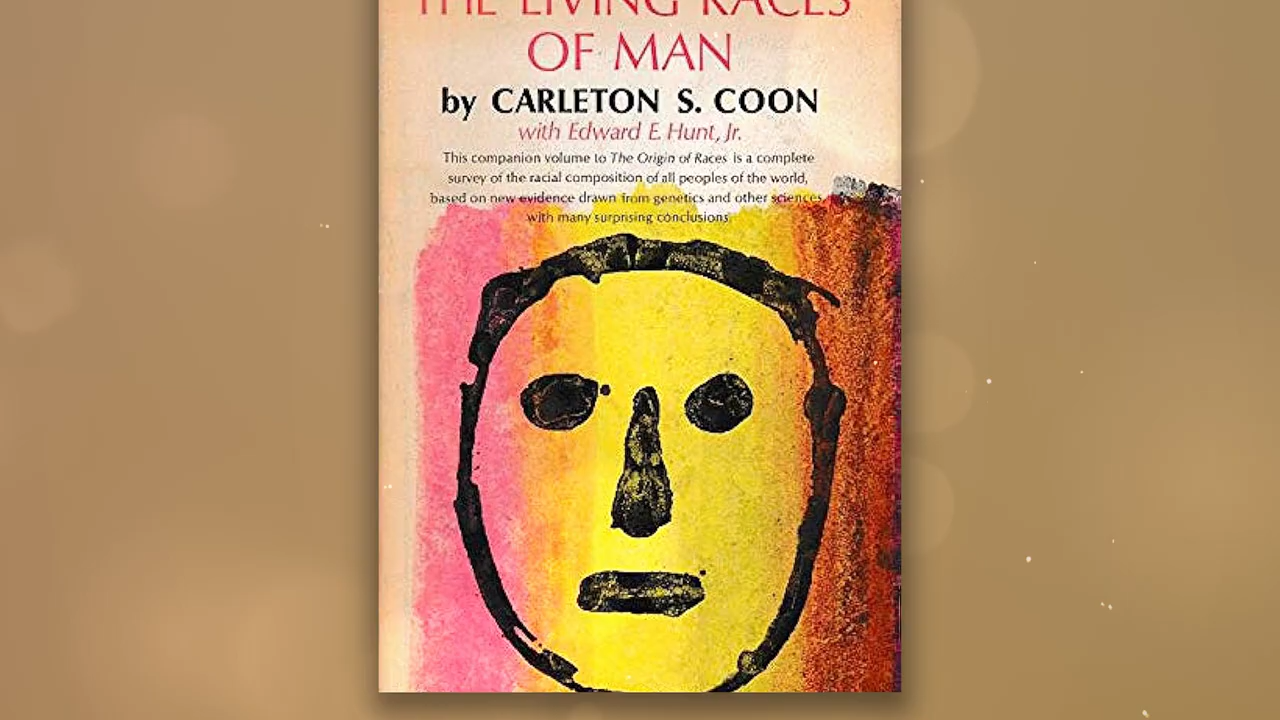 THE LIVING RACES
OF MAN
by CARLETON S. COON
with Edward E. Hunt, Jr.
This companion volume to The Origin of Races is a complete
survey of the racial composition of all peoples of the world,
based on new evidence drawn from genetics and other sciences
with many surprising conclusions.